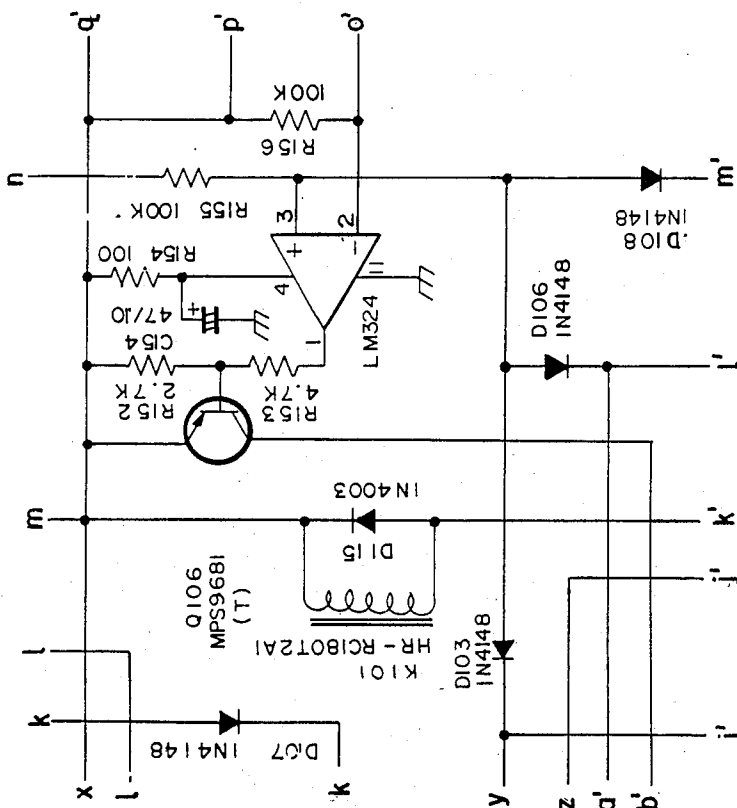 q'
p'
o'
n
100K
R156
R155 100K
3
2
+
−
4
11
1
LM324
R154 100
+
47/10
C154
R152
2.7K
R153
4.7K
D106
1N4148
.D108
1N4148
m'
l'
m
1N4003
D115
k'
Q106
MPS9681
(T)
K101
HR-RC180T2A1
D103
1N4148
j'
l
k
1N4148
D107
k
i'
x
l
y
z
a'
b'